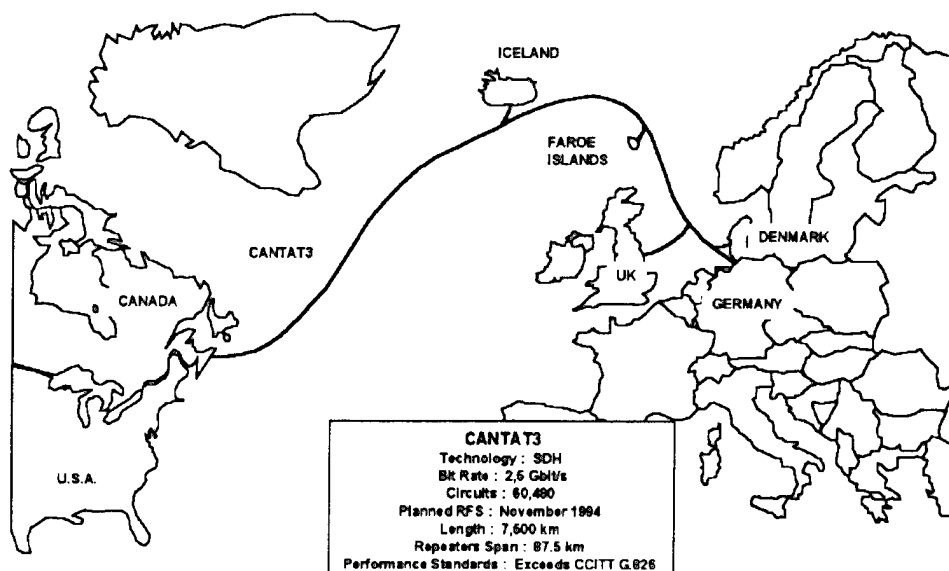 ICELAND
FAROE
ISLANDS
CANTAT3
DENMARK
UK
CANADA
GERMANY
U.S.A.
CANTAT3
Technology : SDH
Bit Rate : 2,5 Gbit/s
Circuits : 60,480
Planned RFS : November 1994
Length : 7,600 km
Repeaters Span : 87.5 km
Performance Standards : Exceeds CCITT G.826